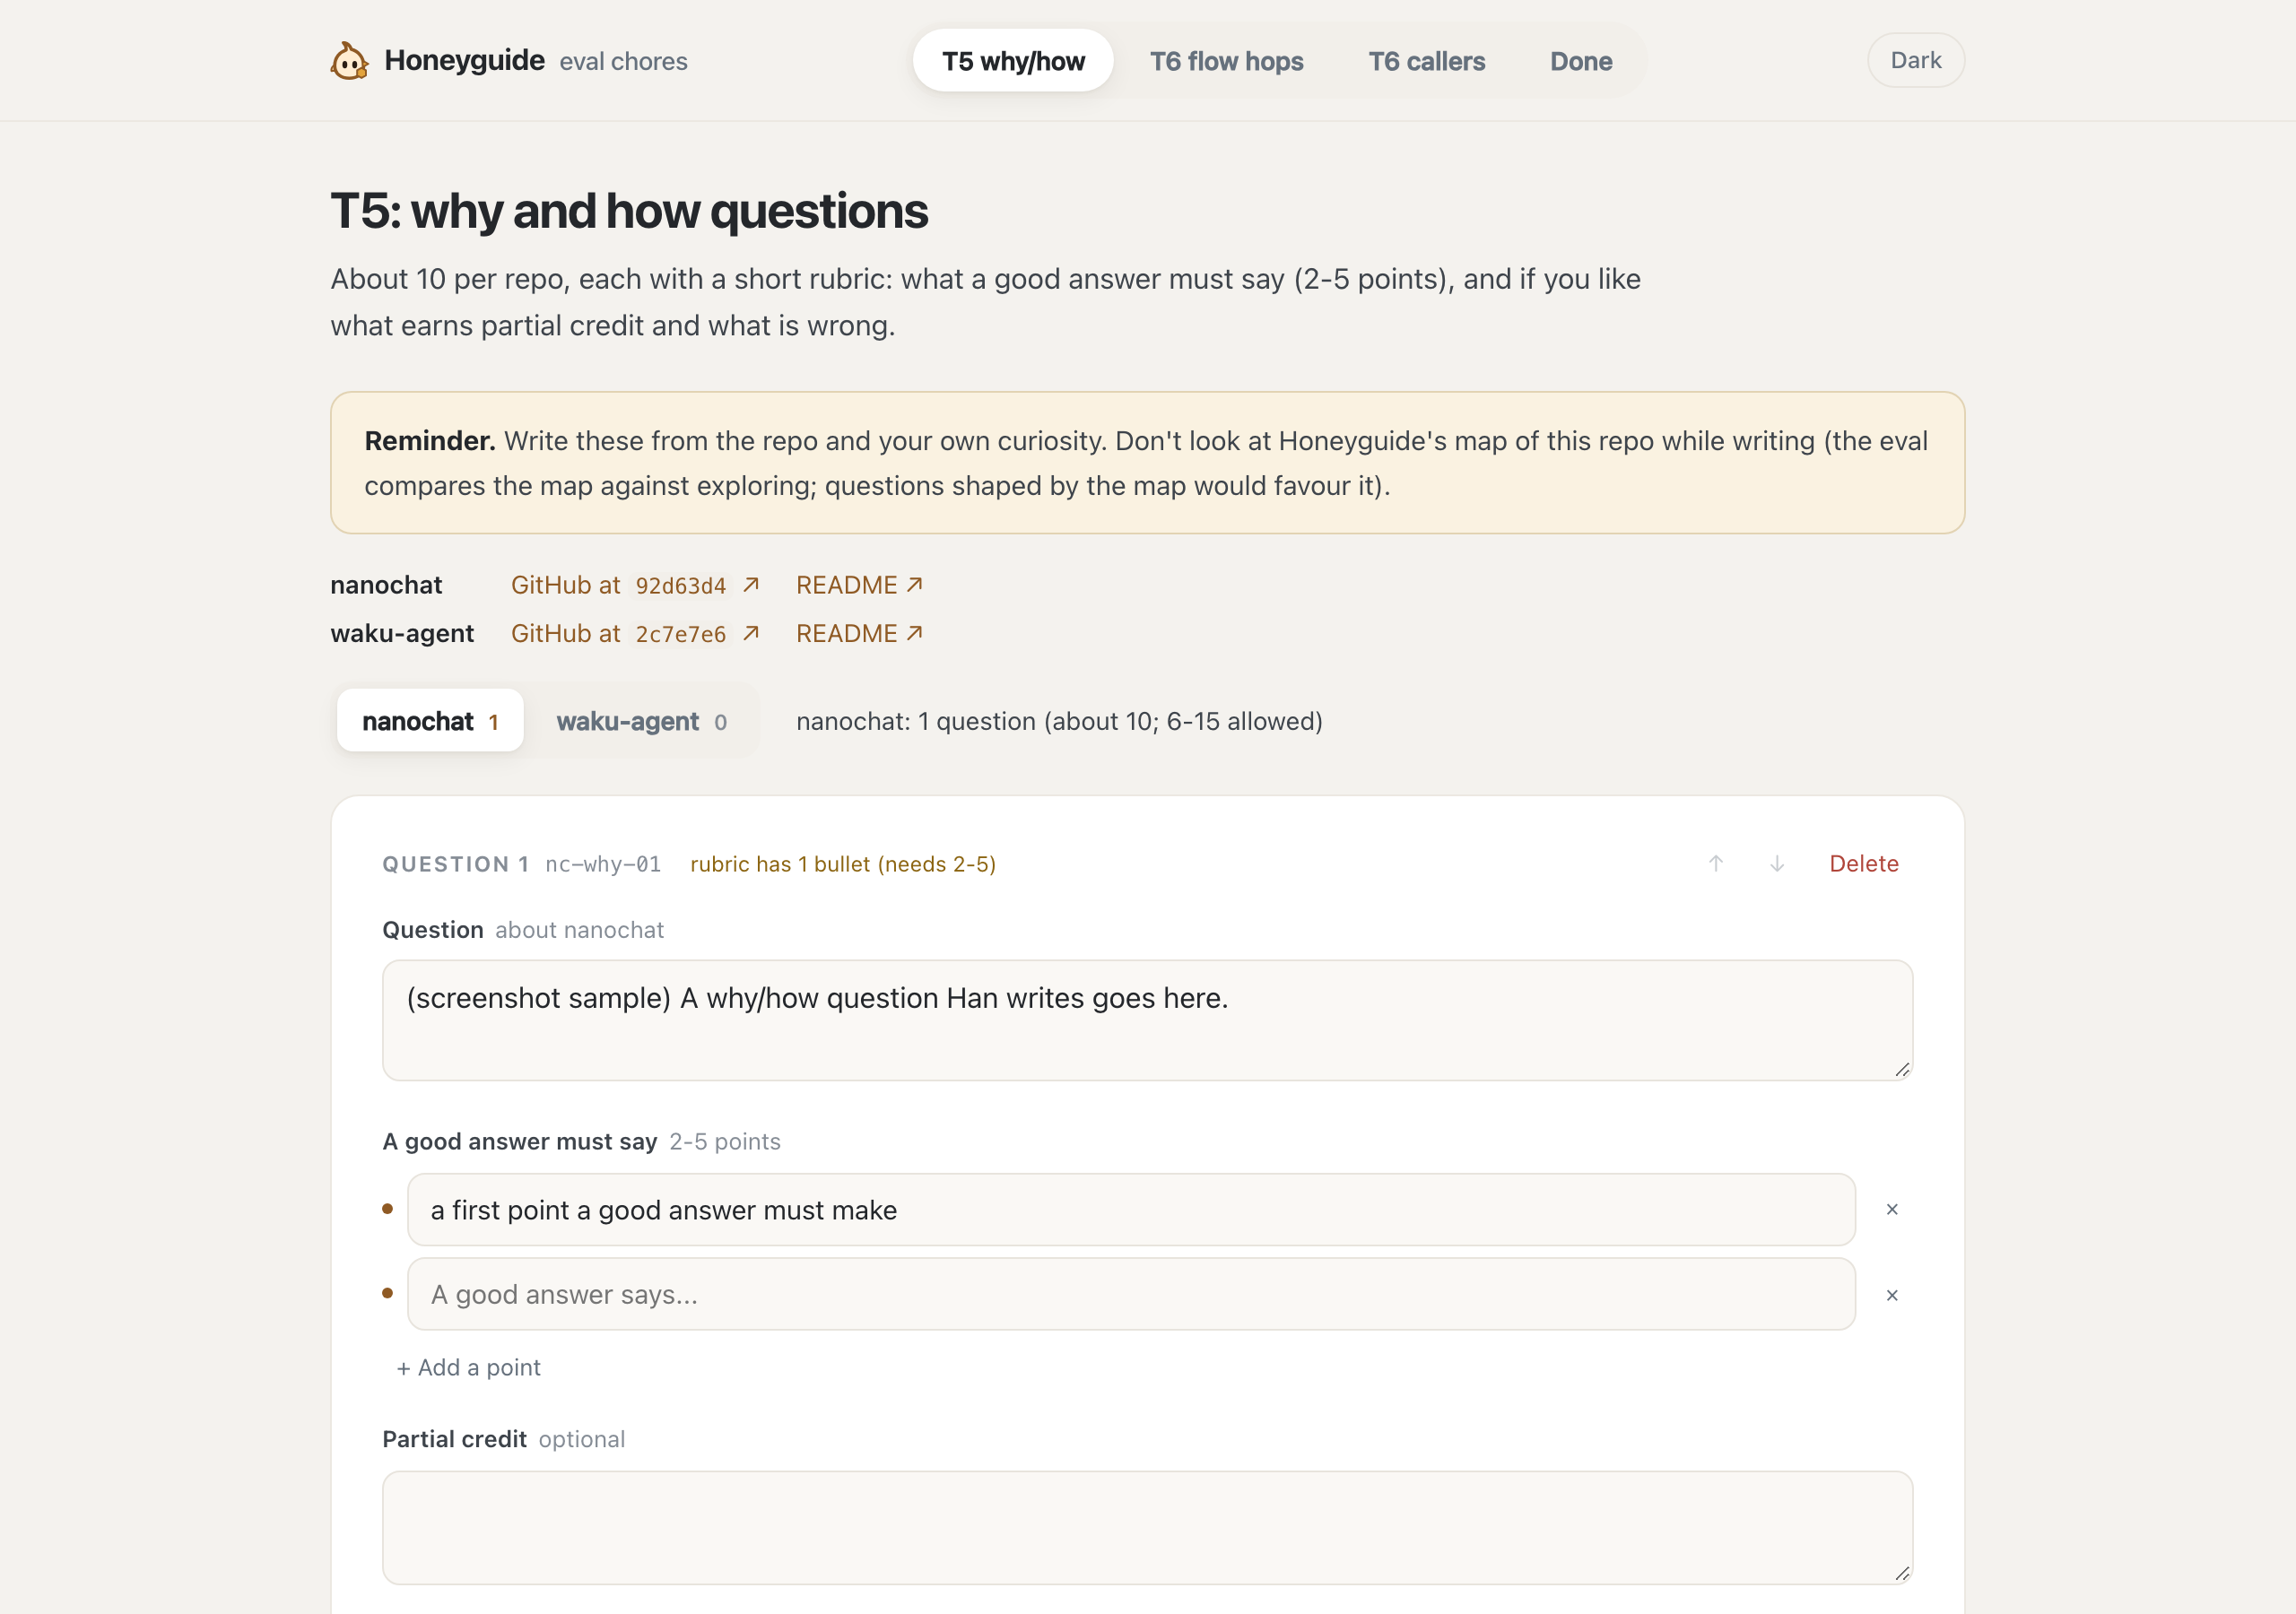 Honeyguide eval chores
T5 why/how
T6 flow hops
T6 callers
Done
Dark
T5: why and how questions
About 10 per repo, each with a short rubric: what a good answer must say (2-5 points), and if you like
what earns partial credit and what is wrong.
Reminder. Write these from the repo and your own curiosity. Don't look at Honeyguide's map of this repo while writing (the eval
compares the map against exploring; questions shaped by the map would favour it).
nanochat GitHub at 92d63d4 ↗ README ↗
waku-agent GitHub at 2c7e7e6 ↗ README ↗
nanochat 1 waku-agent 0 nanochat: 1 question (about 10; 6-15 allowed)
QUESTION 1 nc-why-01 rubric has 1 bullet (needs 2-5) ↑ ↓ Delete
Question about nanochat
(screenshot sample) A why/how question Han writes goes here.
A good answer must say 2-5 points
a first point a good answer must make ×
A good answer says... ×
+ Add a point
Partial credit optional